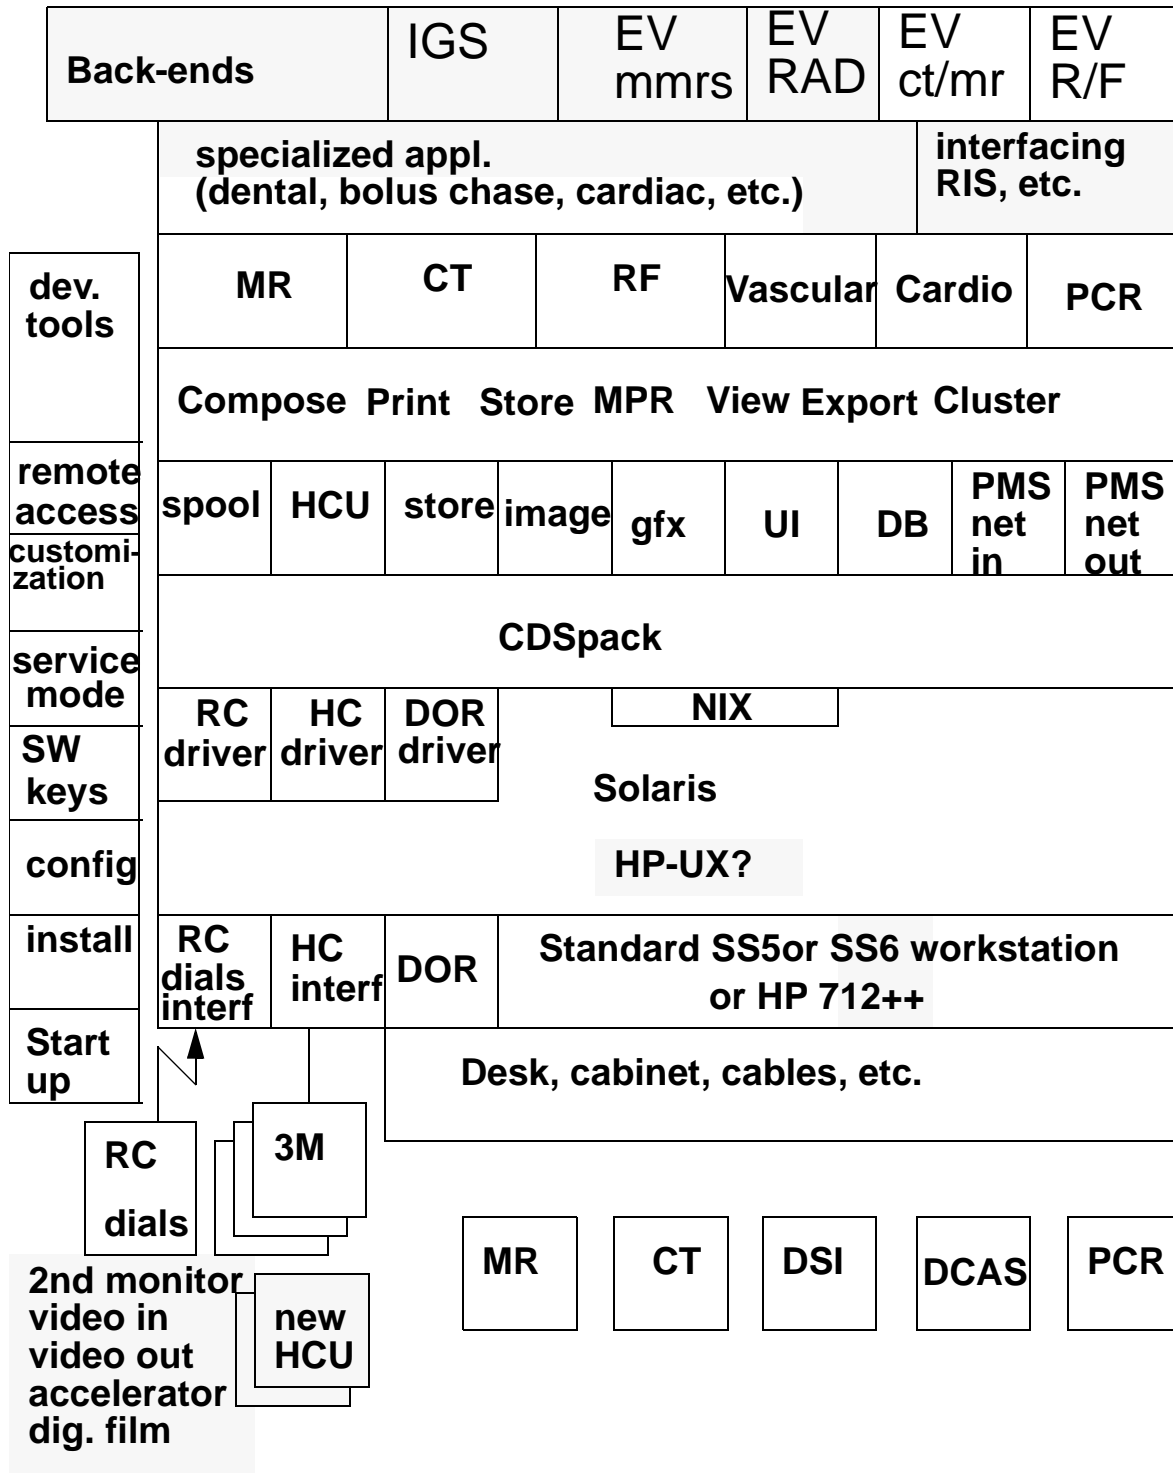 Back-ends
IGS
EV
mmrs
EV
RAD
EV
ct/mr
EV
R/F
specialized appl.
(dental, bolus chase, cardiac, etc.)
interfacing
RIS, etc.
MR
CT
RF
Vascular
Cardio
PCR
dev.
tools
remote
access
customi-
zation
service
mode
SW
keys
config
install
Start
up
Compose Print Store MPR View Export Cluster
spool
HCU
store
image
gfx
UI
DB
PMS
net
in
PMS
net
out
CDSpack
RC
driver
HC
driver
DOR
driver
NIX
Solaris
HP-UX?
RC
dials
interf
HC
interf
DOR
Standard SS5or SS6 workstation
or HP 712++
Desk, cabinet, cables, etc.
RC
dials
3M
new
HCU
MR
CT
DSI
DCAS
PCR
2nd monitor
video in
video out
accelerator
dig. film